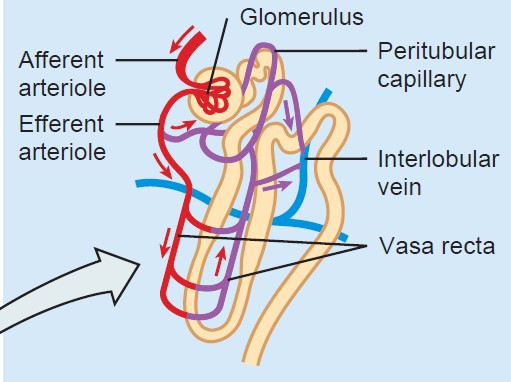 Glomerulus
Afferent
arteriole
Efferent
arteriole
Peritubular
capillary
Interlobular
vein
Vasa recta